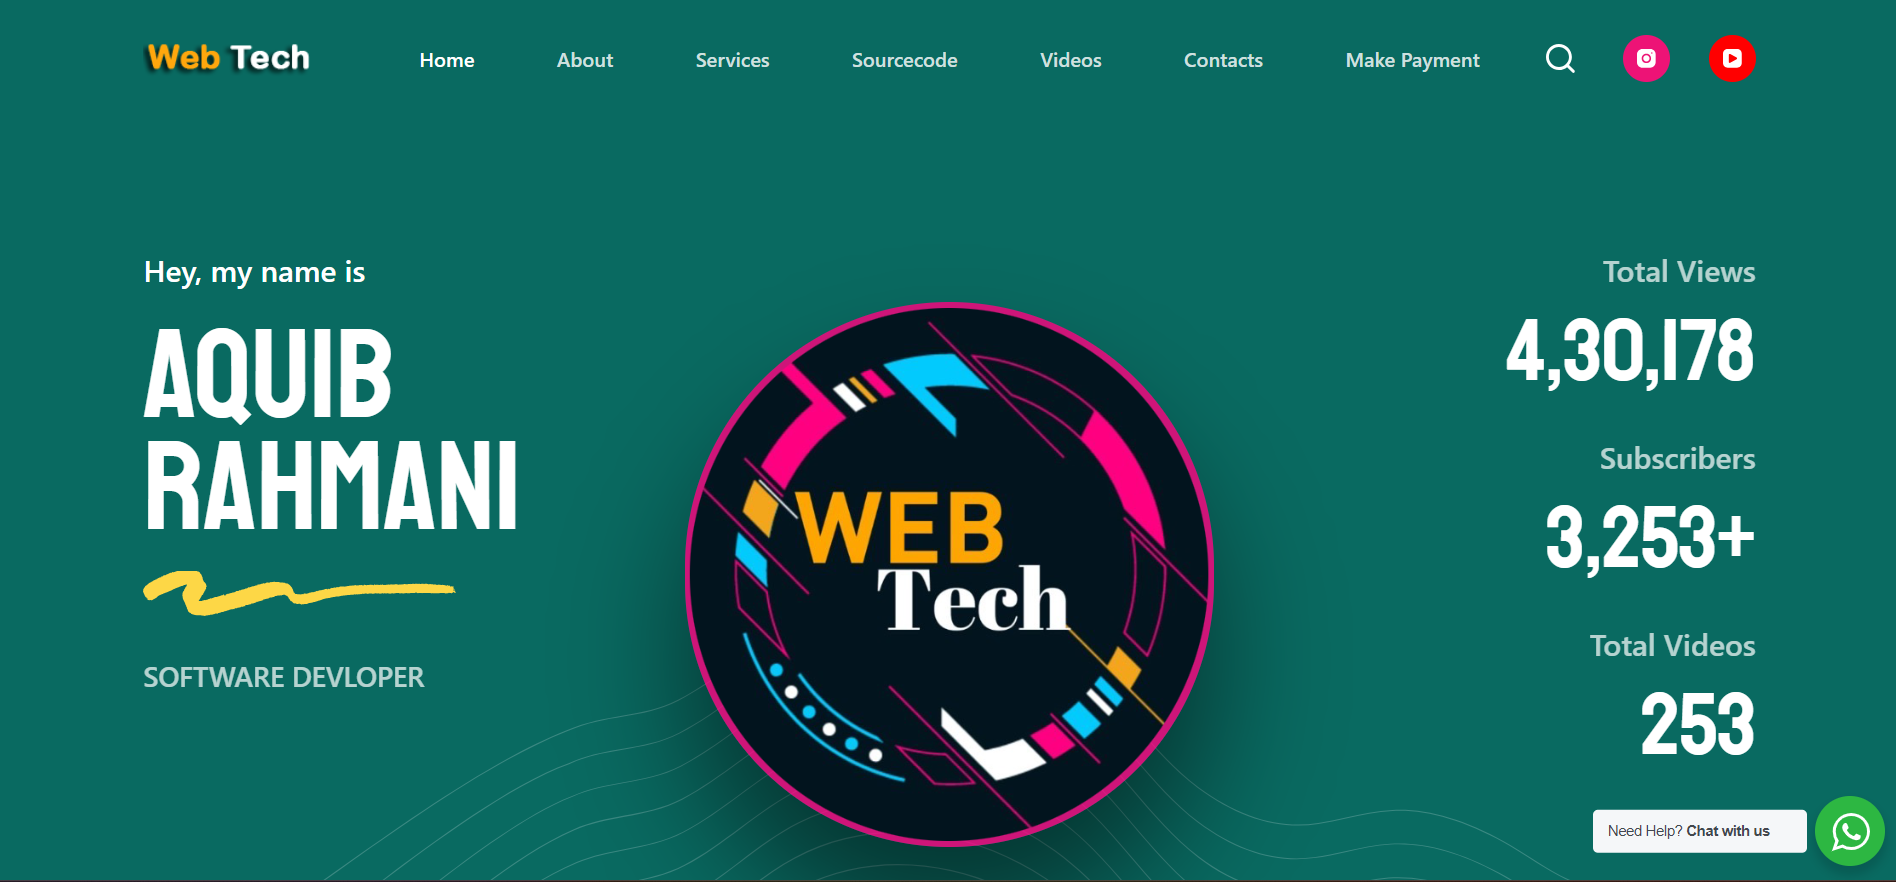 Web Tech
Home
About
Services
Sourcecode
Videos
Contacts
Make Payment
Hey, my name is
AQUIB
RAHMANI
SOFTWARE DEVLOPER
WEB
Tech
Total Views
4,30,178
Subscribers
3,253+
Total Videos
253
Need Help? Chat with us